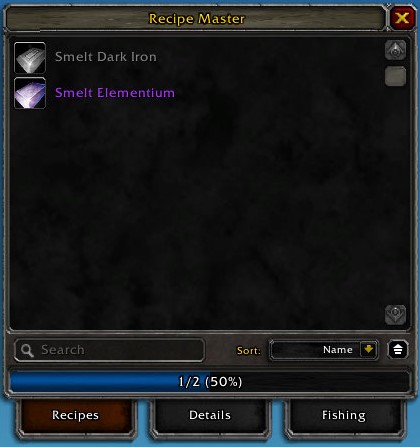 Recipe Master
Smelt Dark Iron
Smelt Elementium
Search
Sort:
Name
1/2 (50%)
Recipes
Details
Fishing